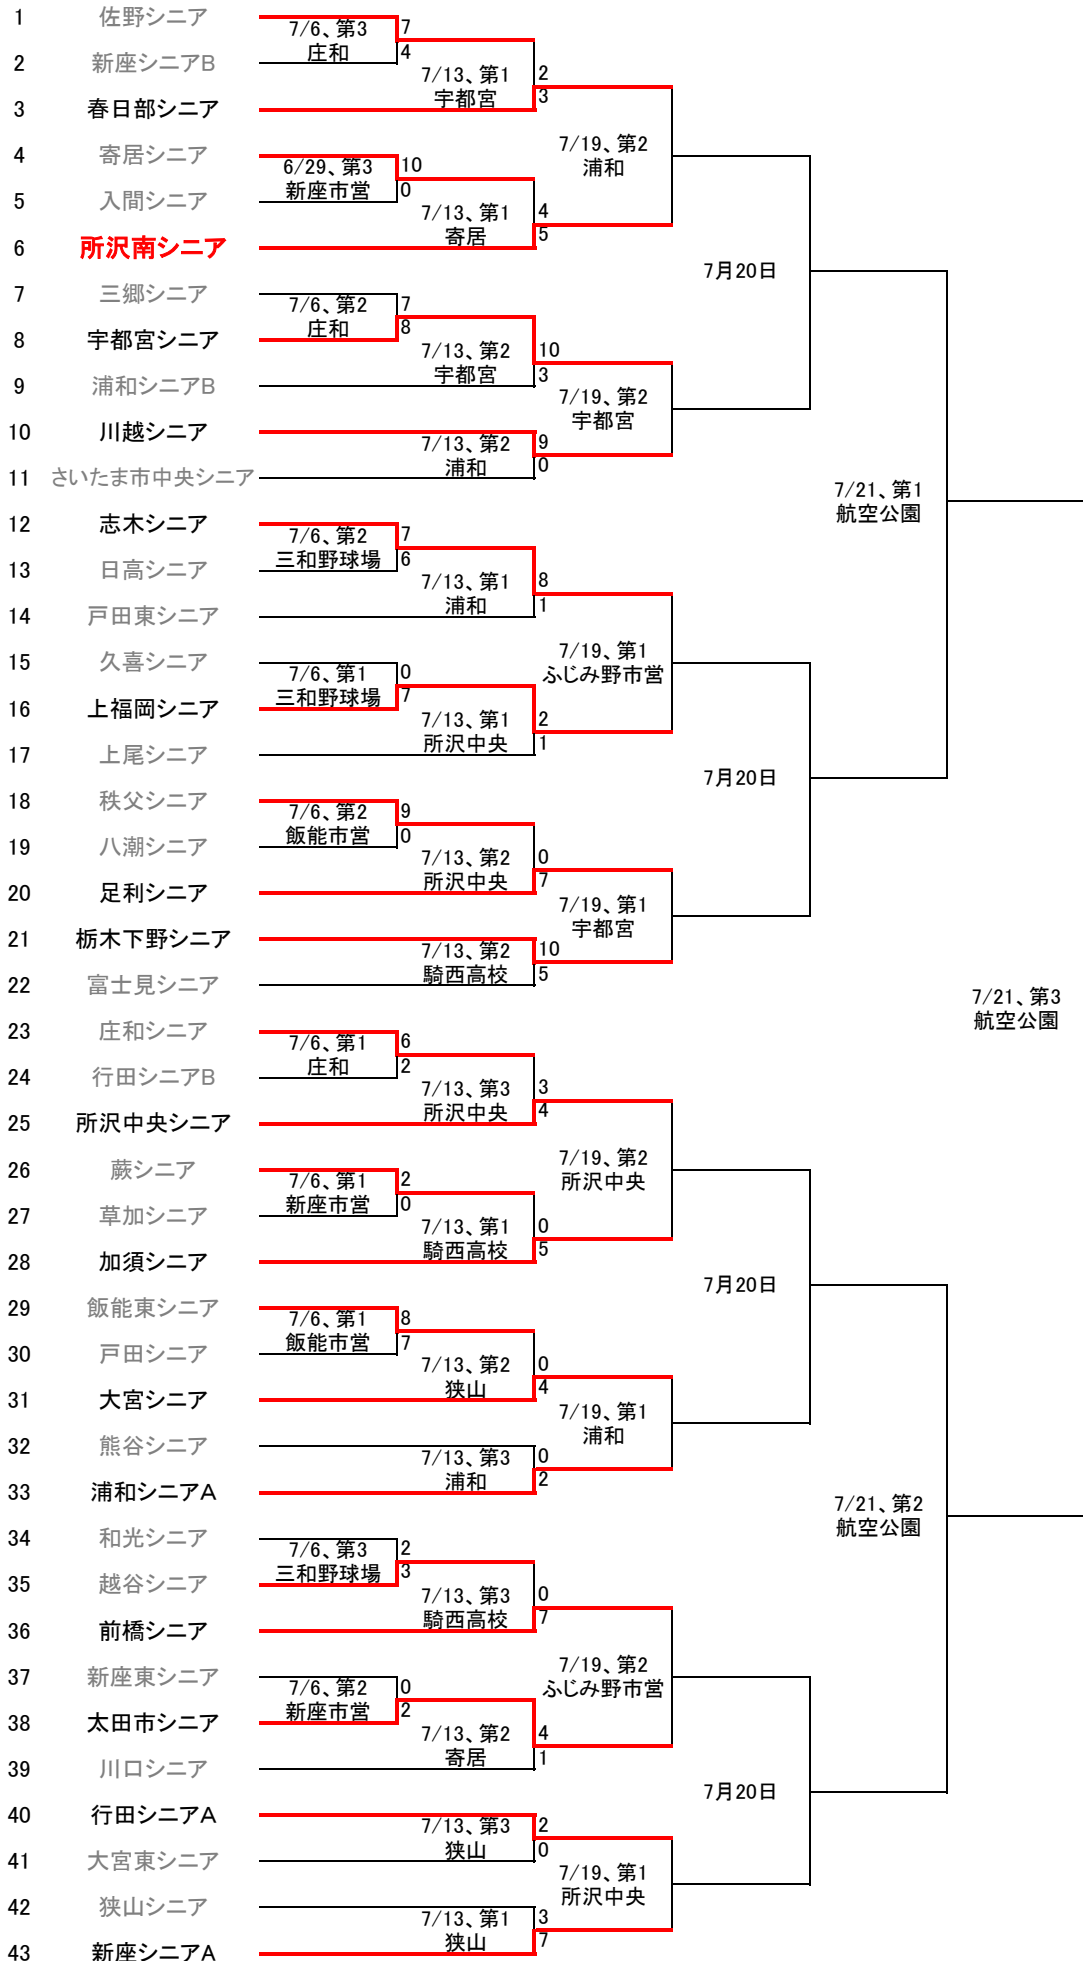 1 佐野シニア
7/6、第3 7
庄和 4
2 新座シニアB
7/13、第1 2
宇都宮 3
3 春日部シニア
7/19、第2
浦和
4 寄居シニア
6/29、第3 10
新座市営 0
5 入間シニア
7/13、第1 4
寄居 5
6 所沢南シニア
7月20日
7 三郷シニア
7/6、第2 7
庄和 8
8 宇都宮シニア
7/13、第2 10
宇都宮 3
9 浦和シニアB
7/19、第2
宇都宮
10 川越シニア
7/13、第2 9
浦和 0
11 さいたま市中央シニア
7/21、第1
航空公園
12 志木シニア
7/6、第2 7
三和野球場 6
13 日高シニア
7/13、第1 8
浦和 1
14 戸田東シニア
7/19、第1
ふじみ野市営
15 久喜シニア
7/6、第1 0
三和野球場 7
16 上福岡シニア
7/13、第1 2
所沢中央 1
17 上尾シニア
7月20日
18 秩父シニア
7/6、第2 9
飯能市営 0
19 八潮シニア
7/13、第2 0
所沢中央 7
20 足利シニア
7/19、第1
宇都宮
21 栃木下野シニア
7/13、第2 10
騎西高校 5
22 富士見シニア
7/21、第3
航空公園
23 庄和シニア
7/6、第1 6
庄和 2
24 行田シニアB
7/13、第3 3
所沢中央 4
25 所沢中央シニア
7/19、第2
所沢中央
26 蕨シニア
7/6、第1 2
新座市営 0
27 草加シニア
7/13、第1 0
騎西高校 5
28 加須シニア
7月20日
29 飯能東シニア
7/6、第1 8
飯能市営 7
30 戸田シニア
7/13、第2 0
狭山 4
31 大宮シニア
7/19、第1
浦和
32 熊谷シニア
7/13、第3 0
浦和 2
33 浦和シニアA
7/21、第2
航空公園
34 和光シニア
7/6、第3 2
三和野球場 3
35 越谷シニア
7/13、第3 0
騎西高校 7
36 前橋シニア
7/19、第2
ふじみ野市営
37 新座東シニア
7/6、第2 0
新座市営 2
38 太田市シニア
7/13、第2 4
寄居 1
39 川口シニア
7月20日
40 行田シニアA
7/13、第3 2
狭山 0
41 大宮東シニア
7/19、第1
所沢中央
42 狭山シニア
7/13、第1 3
狭山 7
43 新座シニアA